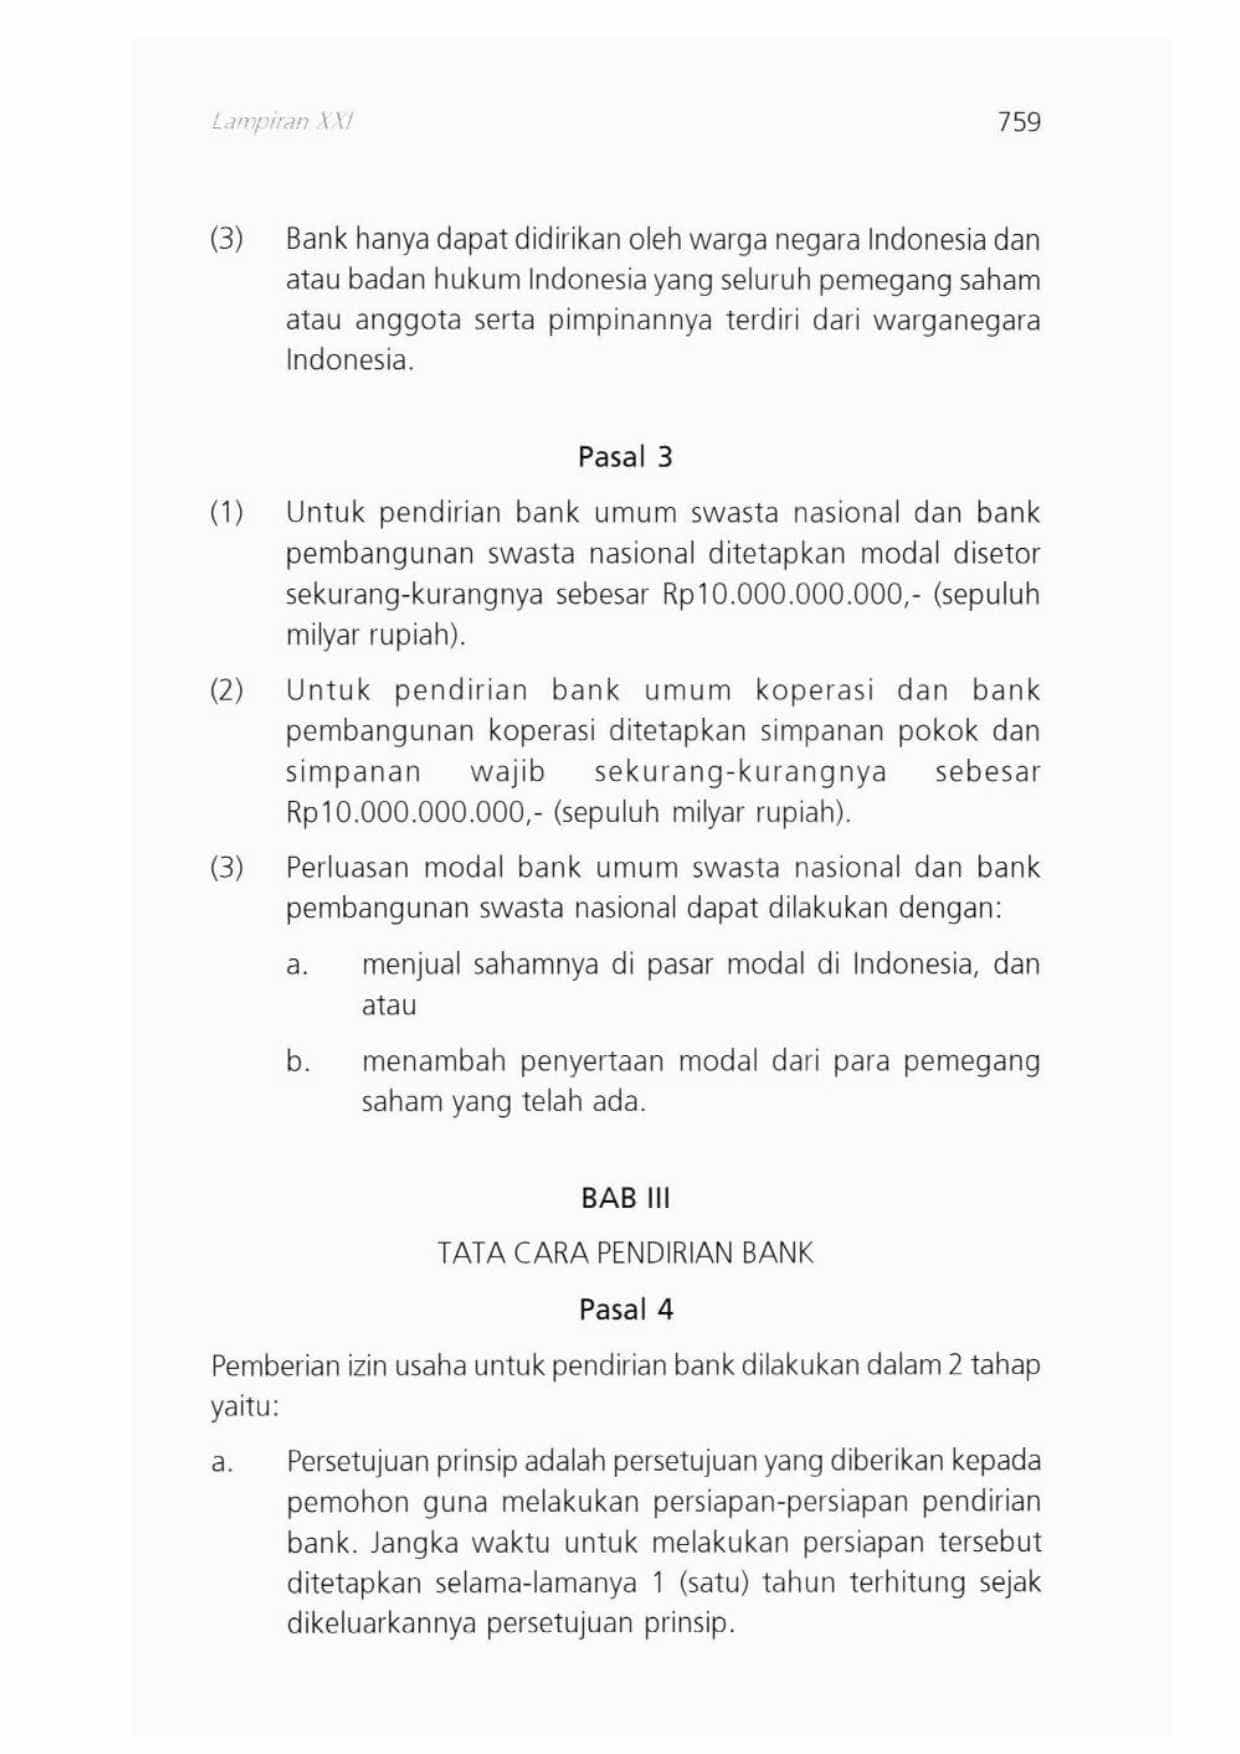 Lampiran XXI
759
(3) Bank hanya dapat didirikan oleh warga negara Indonesia dan
atau badan hukum Indonesia yang seluruh pemegang saham
atau anggota serta pimpinannya terdiri dari warganegara
Indonesia.
Pasal 3
(1) Untuk pendirian bank umum swasta nasional dan bank
pembangunan swasta nasional ditetapkan modal disetor
sekurang-kurangnya sebesar Rp10.000.000.000,- (sepuluh
milyar rupiah).
(2) Untuk pendirian bank umum koperasi dan bank
pembangunan koperasi ditetapkan simpanan pokok dan
simpanan wajib sekurang-kurangnya sebesar
Rp10.000.000.000,- (sepuluh milyar rupiah).
(3) Perluasan modal bank umum swasta nasional dan bank
pembangunan swasta nasional dapat dilakukan dengan:
a. menjual sahamnya di pasar modal di Indonesia, dan
atau
b. menambah penyertaan modal dari para pemegang
saham yang telah ada.
BAB III
TATA CARA PENDIRIAN BANK
Pasal 4
Pemberian izin usaha untuk pendirian bank dilakukan dalam 2 tahap
yaitu:
a. Persetujuan prinsip adalah persetujuan yang diberikan kepada
pemohon guna melakukan persiapan-persiapan pendirian
bank. Jangka waktu untuk melakukan persiapan tersebut
ditetapkan selama-lamanya 1 (satu) tahun terhitung sejak
dikeluarkannya persetujuan prinsip.